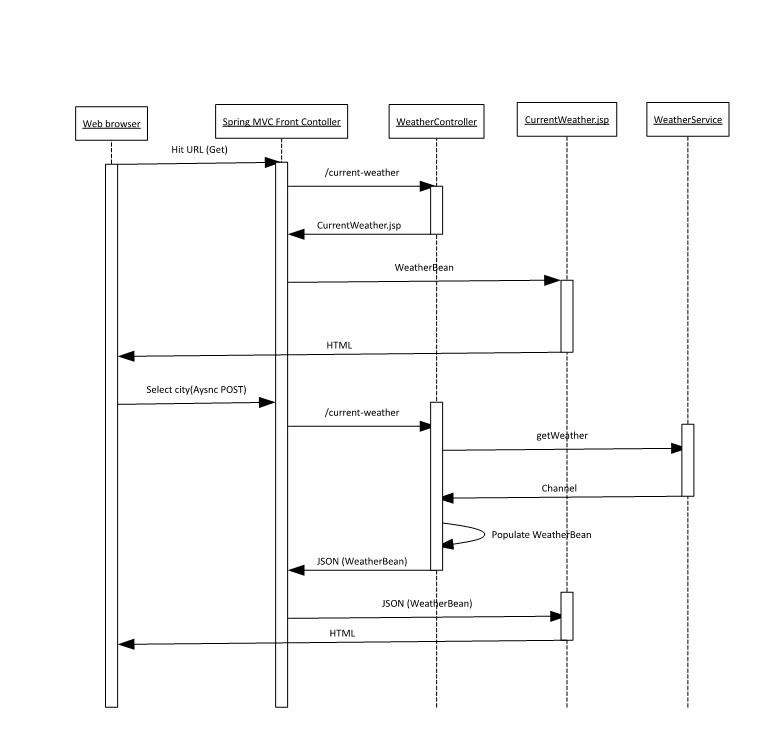 Web browser
Spring MVC Front Contoller
WeatherController
CurrentWeather.jsp
WeatherService
Hit URL (Get)
/current-weather
CurrentWeather.jsp
WeatherBean
HTML
Select city(Aysnc POST)
/current-weather
getWeather
Channel
Populate WeatherBean
JSON (WeatherBean)
JSON (WeatherBean)
HTML